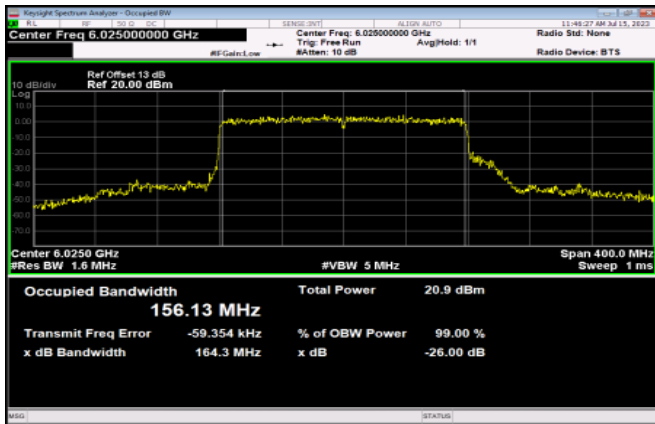 Keysight Spectrum Analyzer - Occupied BW
RL RF 50 Ω DC SENSE:INT ALIGN AUTO 11:46:27 AM Jul 15, 2023
Center Freq 6.025000000 GHz Center Freq: 6.025000000 GHz Radio Std: None
Trig: Free Run Avg|Hold: 1/1
#IFGain:Low #Atten: 10 dB Radio Device: BTS
Ref Offset 13 dB
10 dB/div Ref 20.00 dBm
Log
10.0
0.00
-10.0
-20.0
-30.0
-40.0
-50.0
-60.0
-70.0
Center 6.0250 GHz Span 400.0 MHz
#Res BW 1.6 MHz #VBW 5 MHz Sweep 1 ms
Occupied Bandwidth Total Power 20.9 dBm
156.13 MHz
Transmit Freq Error -59.354 kHz % of OBW Power 99.00 %
x dB Bandwidth 164.3 MHz x dB -26.00 dB
MSG STATUS